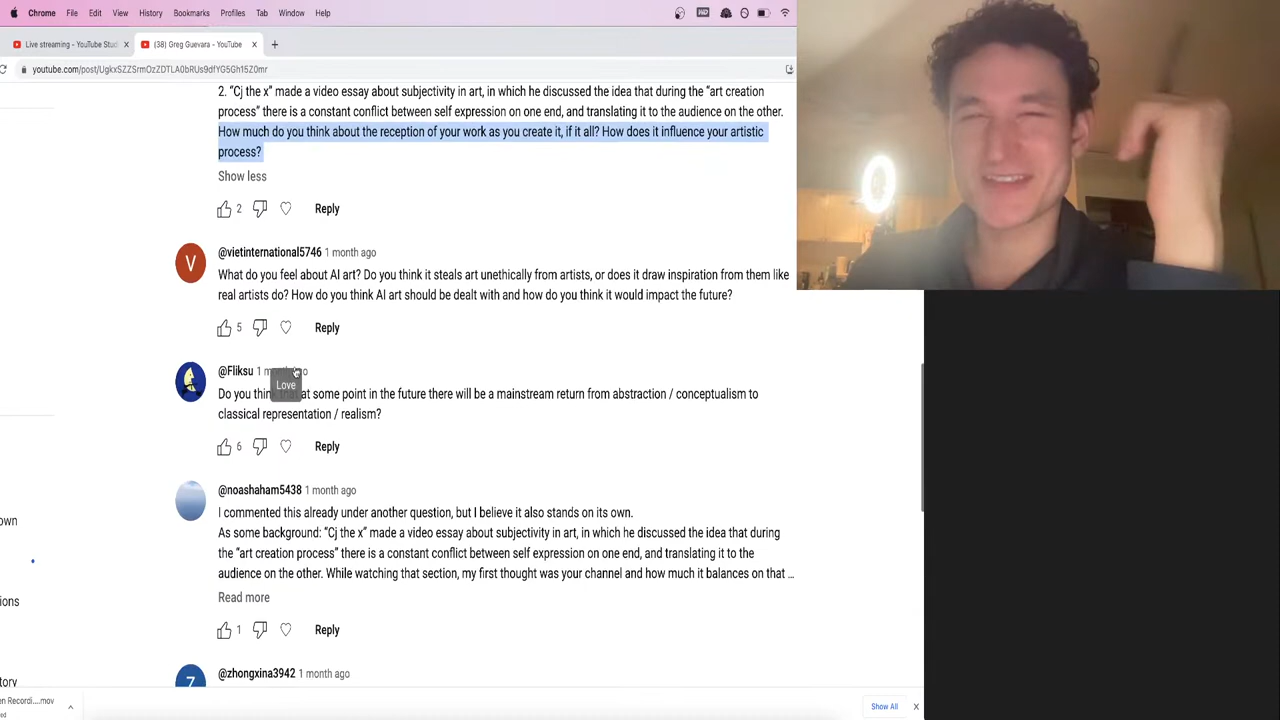 Chrome File Edit View History Bookmarks Profiles Tab Window Help
HD
Live streaming - YouTube Stud × (38) Greg Guevara - YouTube × +
youtube.com/post/UgkxSZZSrmOzZDTLA0bRUs9dfYG5Gh15Z0mr
2. “Cj the x” made a video essay about subjectivity in art, in which he discussed the idea that during the “art creation
process” there is a constant conflict between self expression on one end, and translating it to the audience on the other.
How much do you think about the reception of your work as you create it, if it all? How does it influence your artistic
process?
Show less
2 Reply
V
@vietinternational5746 1 month ago
What do you feel about AI art? Do you think it steals art unethically from artists, or does it draw inspiration from them like
real artists do? How do you think AI art should be dealt with and how do you think it would impact the future?
5 Reply
@Fliksu 1 month
Love
Do you think at some point in the future there will be a mainstream return from abstraction / conceptualism to
classical representation / realism?
6 Reply
@noashaham5438 1 month ago
I commented this already under another question, but I believe it also stands on its own.
As some background: “Cj the x” made a video essay about subjectivity in art, in which he discussed the idea that during
the “art creation process” there is a constant conflict between self expression on one end, and translating it to the
audience on the other. While watching that section, my first thought was your channel and how much it balances on that ...
Read more
1 Reply
Z
@zhongxina3942 1 month ago
own
ions
tory
en Recordi....mov
Show All ×